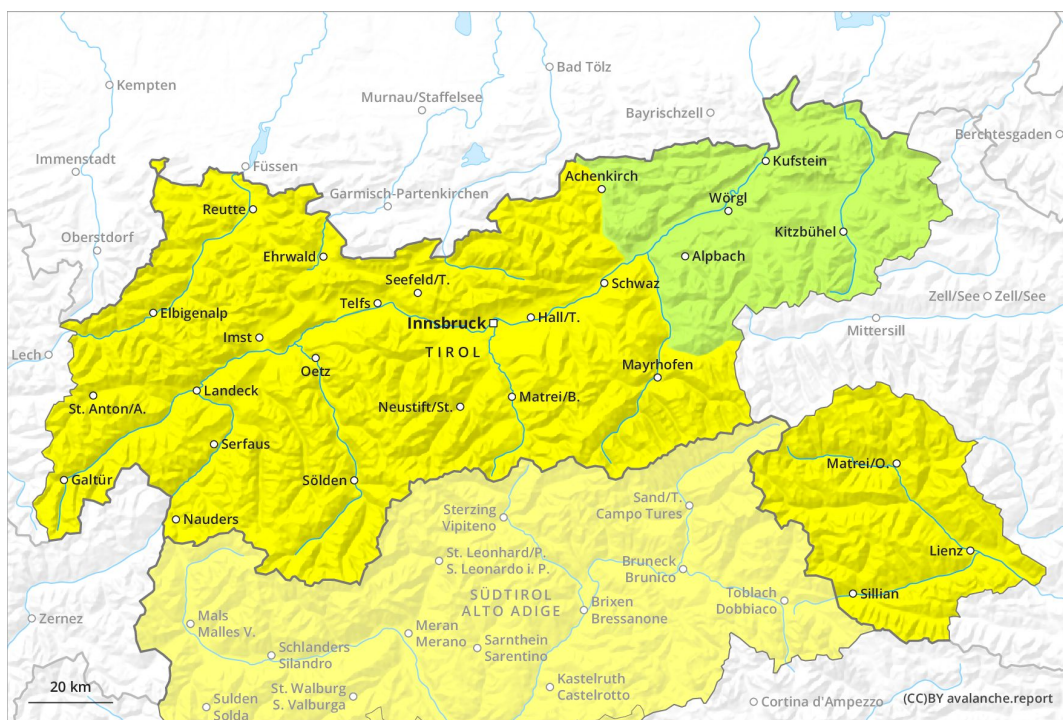 Bad Tölz
Kempten
Murnau/Staffelsee
Bayrischzell
Berchtesgaden
Immenstadt
Füssen
Kufstein
Achenkirch
Garmisch-Partenkirchen
Wörgl
Reutte
Kitzbühel
Oberstdorf
Ehrwald
Alpbach
Seefeld/T.
Schwaz
Zell/See
Zell/See
Telfs
Elbigenalp
Hall/T.
Innsbruck
Mittersill
Imst
Lech
TIROL
Oetz
Mayrhofen
Landeck
St. Anton/A.
Neustift/St.
Matrei/B.
Serfaus
Matrei/O.
Galtür
Sölden
Sand/T.
Campo Tures
Sterzing
Vipiteno
Nauders
Lienz
St. Leonhard/P.
S. Leonardo i. P.
Bruneck
Brunico
Sillian
SÜDTIROL
ALTO ADIGE
Toblach
Dobbiaco
Brixen
Bressanone
Mals
Malles V.
Zernez
Meran
Merano
Sarnthein
Sarentino
Schlanders
Silandro
20 km
St. Walburg
S. Valburga
Kastelruth
Castelrotto
Sulden
Solda
Cortina d'Ampezzo
(CC)BY avalanche.report